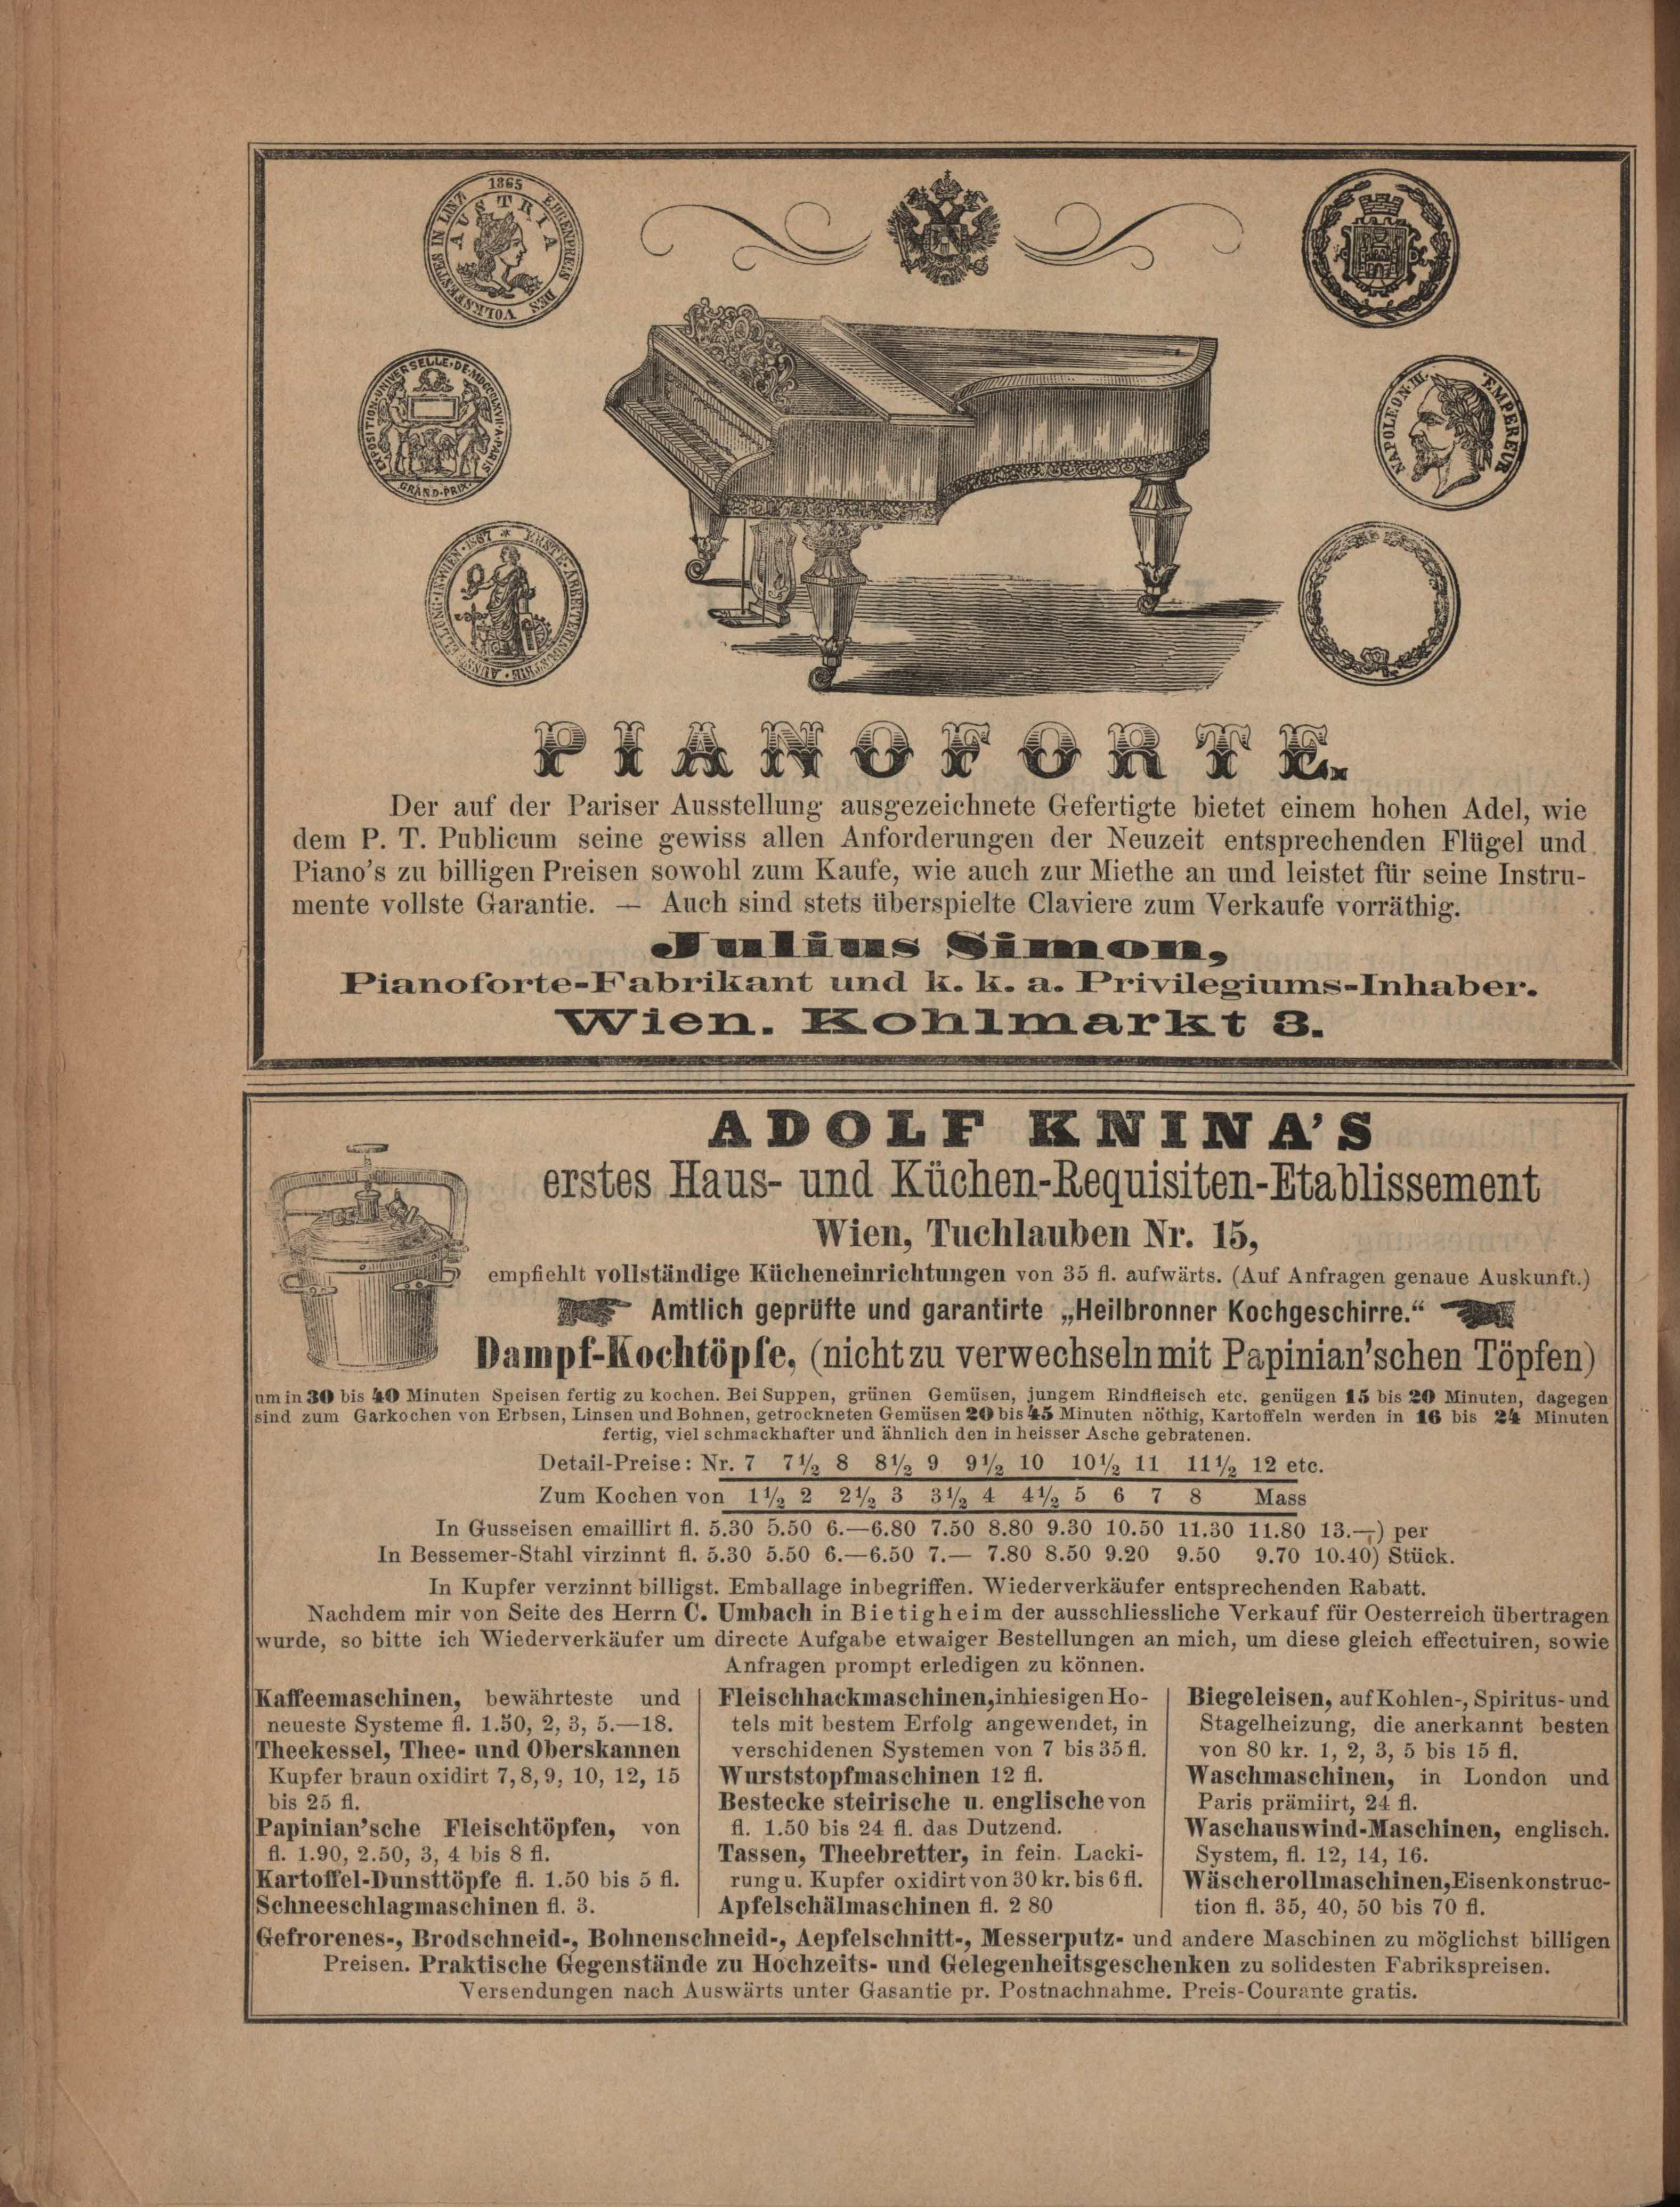 1865
EHRENPREIS DES VOLKSFESTES IN LINZ
AUSTRIA
EXPOSITION·UNIVERSELLE·DE·MDCCCLXVII·A·PARIS
GRAND-PRIX
NAPOLEON·III.
EMPEREUR
ERSTE·ARBEITERINDUSTRIE·AUSSTELLUNG·IN·WIEN·1867
PIANOFORTE.
Der auf der Pariser Ausstellung ausgezeichnete Gefertigte bietet einem hohen Adel, wie
dem P. T. Publicum seine gewiss allen Anforderungen der Neuzeit entsprechenden Flügel und
Piano's zu billigen Preisen sowohl zum Kaufe, wie auch zur Miethe an und leistet für seine Instru-
mente vollste Garantie. — Auch sind stets überspielte Claviere zum Verkaufe vorräthig.
Julius Simon,
Pianoforte-Fabrikant und k. k. a. Privilegiums-Inhaber.
Wien. Kohlmarkt 3.
ADOLF KNINA'S
erstes Haus- und Küchen-Requisiten-Etablissement
Wien, Tuchlauben Nr. 15,
empfiehlt vollständige Kücheneinrichtungen von 35 fl. aufwärts. (Auf Anfragen genaue Auskunft.)
Amtlich geprüfte und garantirte „Heilbronner Kochgeschirre.“
Dampf-Kochtöpfe, (nicht zu verwechseln mit Papinian'schen Töpfen)
um in 30 bis 40 Minuten Speisen fertig zu kochen. Bei Suppen, grünen Gemüsen, jungem Rindfleisch etc. genügen 15 bis 20 Minuten, dagegen
sind zum Garkochen von Erbsen, Linsen und Bohnen, getrockneten Gemüsen 20 bis 45 Minuten nöthig, Kartoffeln werden in 16 bis 24 Minuten
fertig, viel schmackhafter und ähnlich den in heisser Asche gebratenen.
Detail-Preise: Nr. 7 7½ 8 8½ 9 9½ 10 10½ 11 11½ 12 etc.
Zum Kochen von 1½ 2 2½ 3 3½ 4 4½ 5 6 7 8 Mass
In Gusseisen emaillirt fl. 5.30 5.50 6.—6.80 7.50 8.80 9.30 10.50 11.30 11.80 13.—) per
In Bessemer-Stahl virzinnt fl. 5.30 5.50 6.—6.50 7.— 7.80 8.50 9.20 9.50 9.70 10.40) Stück.
In Kupfer verzinnt billigst. Emballage inbegriffen. Wiederverkäufer entsprechenden Rabatt.
Nachdem mir von Seite des Herrn C. Umbach in Bietigheim der ausschliessliche Verkauf für Oesterreich übertragen
wurde, so bitte ich Wiederverkäufer um directe Aufgabe etwaiger Bestellungen an mich, um diese gleich effectuiren, sowie
Anfragen prompt erledigen zu können.
Kaffeemaschinen, bewährteste und
neueste Systeme fl. 1.50, 2, 3, 5.—18.
Theekessel, Thee- und Oberskannen
Kupfer braun oxidirt 7, 8, 9, 10, 12, 15
bis 25 fl.
Papinian'sche Fleischtöpfen, von
fl. 1.90, 2.50, 3, 4 bis 8 fl.
Kartoffel-Dunsttöpfe fl. 1.50 bis 5 fl.
Schneeschlagmaschinen fl. 3.
Fleischhackmaschinen, in hiesigen Ho-
tels mit bestem Erfolg angewendet, in
verschidenen Systemen von 7 bis 35 fl.
Wurststopfmaschinen 12 fl.
Bestecke steirische u. englische von
fl. 1.50 bis 24 fl. das Dutzend.
Tassen, Theebretter, in fein. Lacki-
rung u. Kupfer oxidirt von 30 kr. bis 6 fl.
Apfelschälmaschinen fl. 2 80
Biegeleisen, auf Kohlen-, Spiritus- und
Stagelheizung, die anerkannt besten
von 80 kr. 1, 2, 3, 5 bis 15 fl.
Waschmaschinen, in London und
Paris prämiirt, 24 fl.
Waschauswind-Maschinen, englisch.
System, fl. 12, 14, 16.
Wäscherollmaschinen, Eisenkonstruc-
tion fl. 35, 40, 50 bis 70 fl.
Gefrorenes-, Brodschneid-, Bohnenschneid-, Aepfelschnitt-, Messerputz- und andere Maschinen zu möglichst billigen
Preisen. Praktische Gegenstände zu Hochzeits- und Gelegenheitsgeschenken zu solidesten Fabrikspreisen.
Versendungen nach Auswärts unter Gasantie pr. Postnachnahme. Preis-Courante gratis.